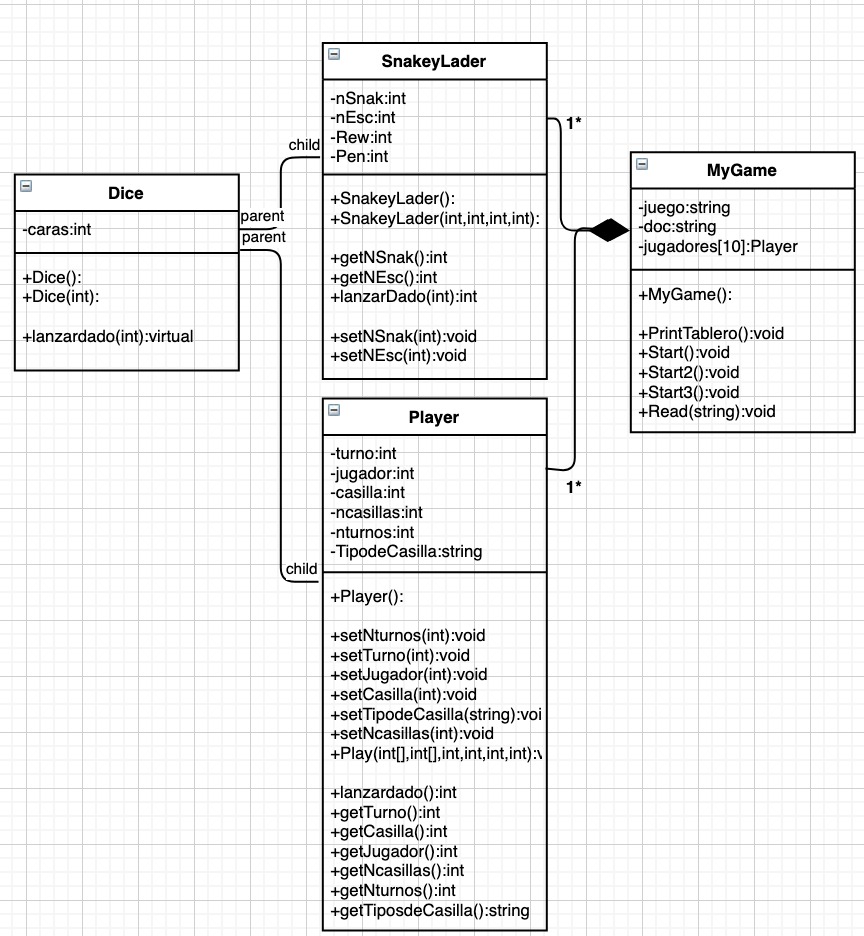 SnakeyLader
-nSnak:int
-nEsc:int
-Rew:int
-Pen:int
+SnakeyLader():
+SnakeyLader(int,int,int,int):
+getNSnak():int
+getNEsc():int
+lanzarDado(int):int
+setNSnak(int):void
+setNEsc(int):void
child
1*
Dice
-caras:int
+Dice():
+Dice(int):
+lanzardado(int):virtual
parent
parent
MyGame
-juego:string
-doc:string
-jugadores[10]:Player
+MyGame():
+PrintTablero():void
+Start():void
+Start2():void
+Start3():void
+Read(string):void
Player
-turno:int
-jugador:int
-casilla:int
-ncasillas:int
-nturnos:int
-TipodeCasilla:string
+Player():
+setNturnos(int):void
+setTurno(int):void
+setJugador(int):void
+setCasilla(int):void
+setTipodeCasilla(string):voi
+setNcasillas(int):void
+Play(int[],int[],int,int,int,int):
+lanzardado():int
+getTurno():int
+getCasilla():int
+getJugador():int
+getNcasillas():int
+getNturnos():int
+getTiposdeCasilla():string
child
1*